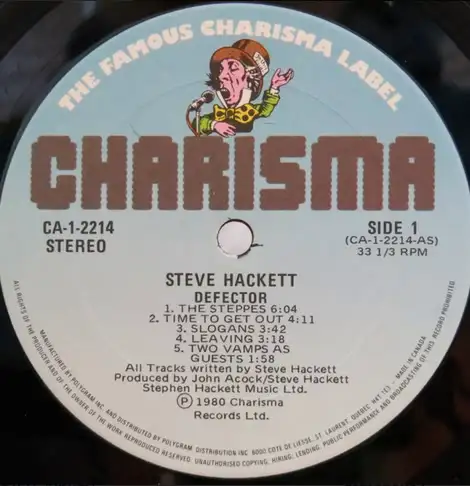 THE FAMOUS CHARISMA LABEL
CHARISMA
CA-1-2214
STEREO
SIDE 1
(CA-1-2214-AS)
33 1/3 RPM
STEVE HACKETT
DEFECTOR
1. THE STEPPES 6:04
2. TIME TO GET OUT 4:11
3. SLOGANS 3:42
4. LEAVING 3:18
5. TWO VAMPS AS
GUESTS 1:58
All Tracks written by Steve Hackett
Produced by John Acock/Steve Hackett
Stephen Hackett Music Ltd.
Ⓟ 1980 Charisma
Records Ltd.
MANUFACTURED BY POLYGRAM INC. AND DISTRIBUTED BY POLYGRAM DISTRIBUTION INC 6000 COTE DE LIESSE, ST. LAURENT, QUEBEC, H4T 1E3 - MADE IN CANADA
ALL RIGHTS OF THE PRODUCER AND OF THE OWNER OF THE WORK REPRODUCED RESERVED. UNAUTHORISED COPYING, HIRING, LENDING, PUBLIC PERFORMANCE AND BROADCASTING OF THIS RECORD PROHIBITED